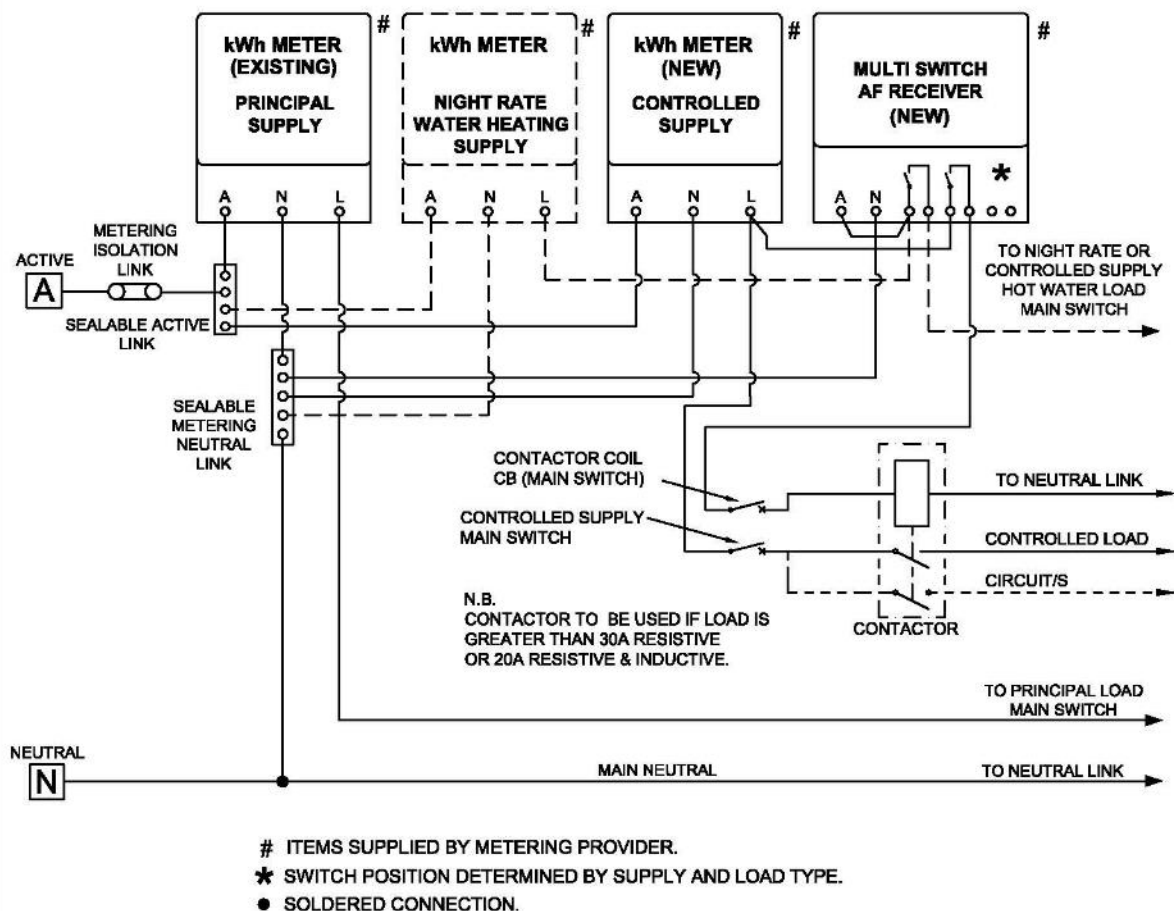 kWh METER
(EXISTING)
PRINCIPAL
SUPPLY
#
kWh METER
NIGHT RATE
WATER HEATING
SUPPLY
#
kWh METER
(NEW)
CONTROLLED
SUPPLY
#
MULTI SWITCH
AF RECEIVER
(NEW)
#
A
N
L
A
N
L
A
N
L
A
N
*
METERING
ISOLATION
LINK
ACTIVE
A
SEALABLE ACTIVE
LINK
TO NIGHT RATE OR
CONTROLLED SUPPLY
HOT WATER LOAD
MAIN SWITCH
SEALABLE
METERING
NEUTRAL
LINK
CONTACTOR COIL
CB (MAIN SWITCH)
CONTROLLED SUPPLY
MAIN SWITCH
TO NEUTRAL LINK
CONTROLLED LOAD
CIRCUIT/S
CONTACTOR
N.B.
CONTACTOR TO BE USED IF LOAD IS
GREATER THAN 30A RESISTIVE
OR 20A RESISTIVE & INDUCTIVE.
TO PRINCIPAL LOAD
MAIN SWITCH
NEUTRAL
N
MAIN NEUTRAL
TO NEUTRAL LINK
# ITEMS SUPPLIED BY METERING PROVIDER.
* SWITCH POSITION DETERMINED BY SUPPLY AND LOAD TYPE.
● SOLDERED CONNECTION.